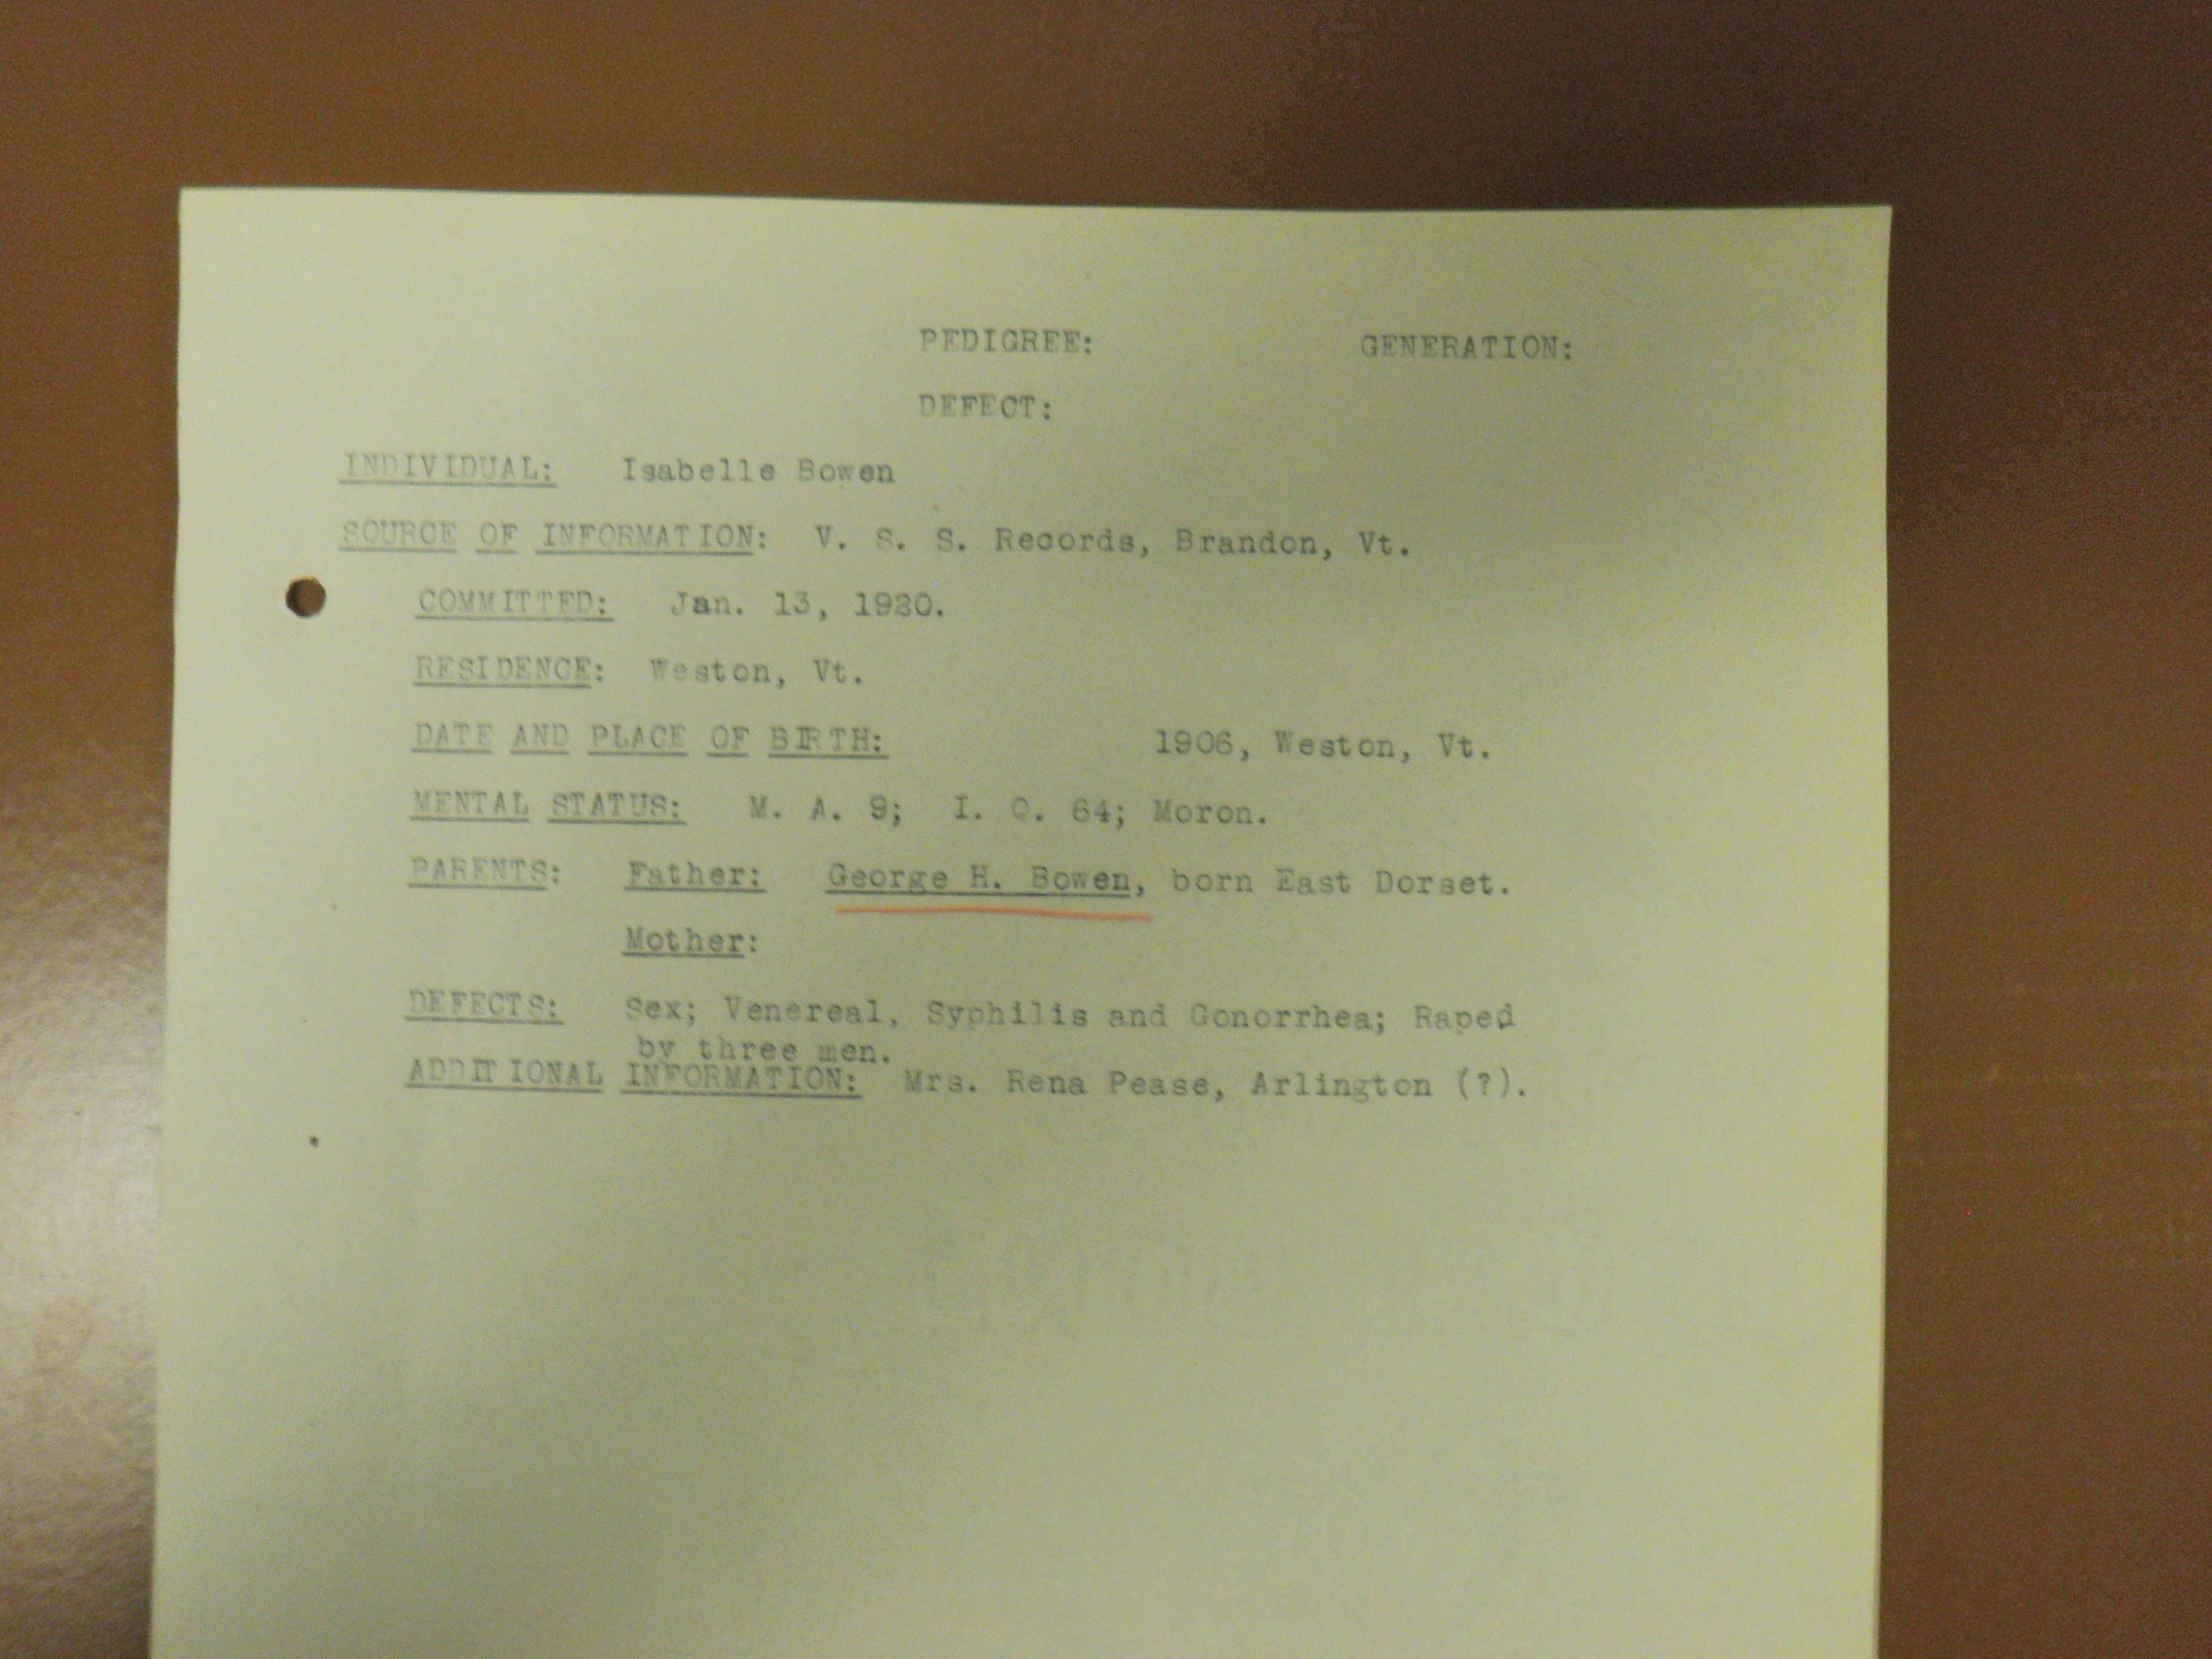 PEDIGREE: GENERATION:
DEFECT:
INDIVIDUAL: Isabelle Bowen
SOURCE OF INFORMATION: V. S. S. Records, Brandon, Vt.
COMMITTED: Jan. 13, 1920.
RESIDENCE: Weston, Vt.
DATE AND PLACE OF BIRTH: 1906, Weston, Vt.
MENTAL STATUS: M. A. 9; I. Q. 64; Moron.
PARENTS: Father: George H. Bowen, born East Dorset.
Mother:
DEFECTS: Sex; Venereal, Syphilis and Gonorrhea; Raped
by three men.
ADDITIONAL INFORMATION: Mrs. Rena Pease, Arlington (?).